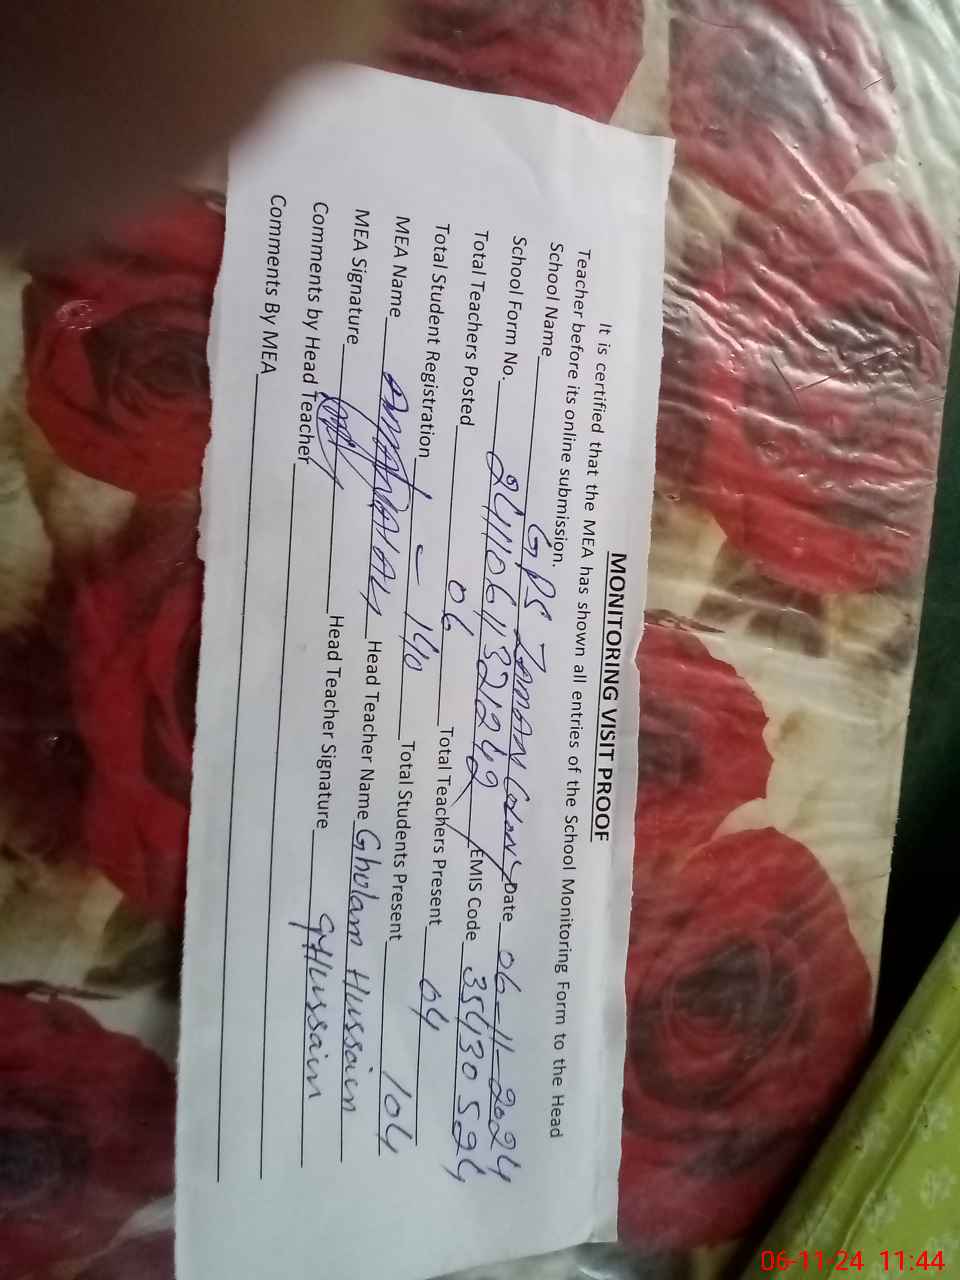 MONITORING VISIT PROOF
It is certified that the MEA has shown all entries of the School Monitoring Form to the Head
Teacher before its online submission.
School Name GPS Zaman Colony Date 06-11-2024
School Form No. 24110611321242 EMIS Code 35430524
Total Teachers Posted 06 Total Teachers Present 04
Total Student Registration 140 Total Students Present 104
MEA Name Head Teacher Name Gholam Hussain
MEA Signature Head Teacher Signature GHussain
Comments by Head Teacher
Comments By MEA
06-11-24 11:44